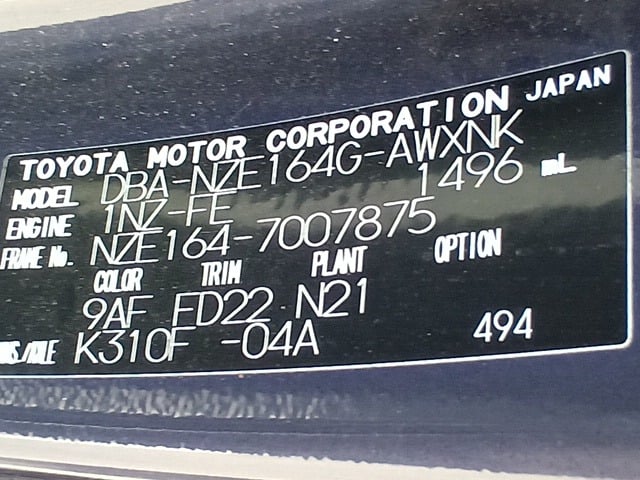 TOYOTA MOTOR CORPORATION JAPAN
MODEL DBA-NZE164G-AWXNK
ENGINE 1NZ-FE 1496 mL
FRAME No. NZE164-7007875
COLOR TRIM PLANT OPTION
9AF FD22 N21
K310F -04A 494